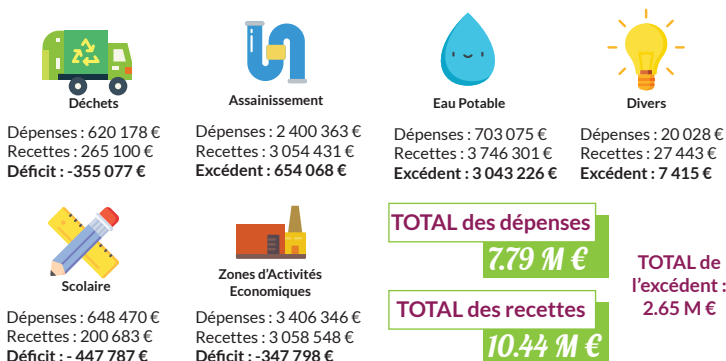 Déchets
Dépenses : 620 178 €
Recettes : 265 100 €
Déficit : -355 077 €
Assainissement
Dépenses : 2 400 363 €
Recettes : 3 054 431 €
Excédent : 654 068 €
Eau Potable
Dépenses : 703 075 €
Recettes : 3 746 301 €
Excédent : 3 043 226 €
Divers
Dépenses : 20 028 €
Recettes : 27 443 €
Excédent : 7 415 €
Scolaire
Dépenses : 648 470 €
Recettes : 200 683 €
Déficit : - 447 787 €
Zones d'Activités
Economiques
Dépenses : 3 406 346 €
Recettes : 3 058 548 €
Déficit : -347 798 €
TOTAL des dépenses
7.79 M €
TOTAL des recettes
10.44 M €
TOTAL de
l'excédent :
2.65 M €